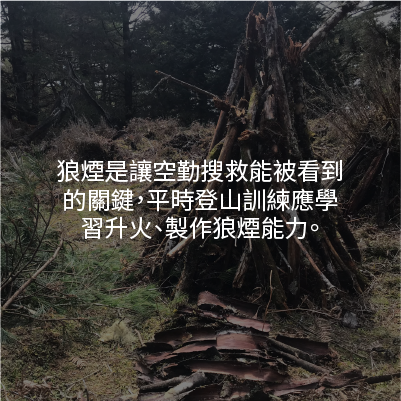 狼煙是讓空勤搜救能被看到
的關鍵，平時登山訓練應學
習升火、製作狼煙能力。